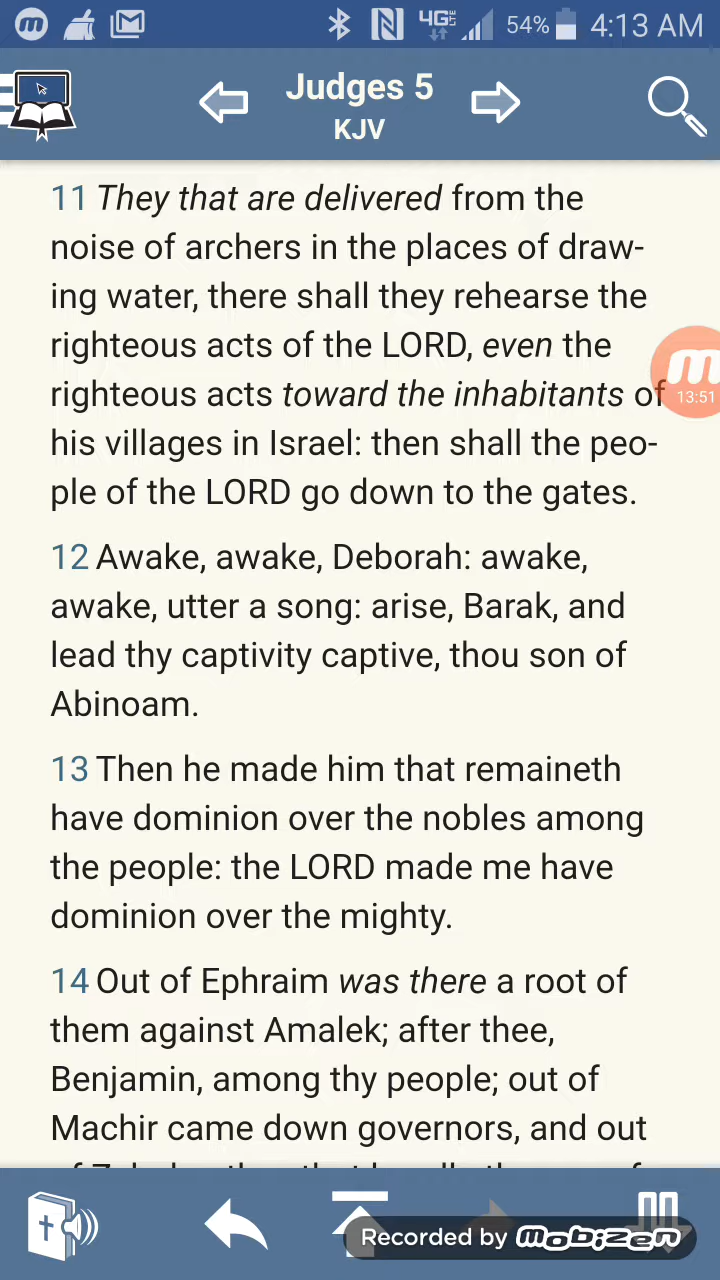 54% 4:13 AM
Judges 5
KJV
11 They that are delivered from the
noise of archers in the places of draw-
ing water, there shall they rehearse the
righteous acts of the LORD, even the
righteous acts toward the inhabitants of
13:51
his villages in Israel: then shall the peo-
ple of the LORD go down to the gates.
12 Awake, awake, Deborah: awake,
awake, utter a song: arise, Barak, and
lead thy captivity captive, thou son of
Abinoam.
13 Then he made him that remaineth
have dominion over the nobles among
the people: the LORD made me have
dominion over the mighty.
14 Out of Ephraim was there a root of
them against Amalek; after thee,
Benjamin, among thy people; out of
Machir came down governors, and out
Recorded by mobizen